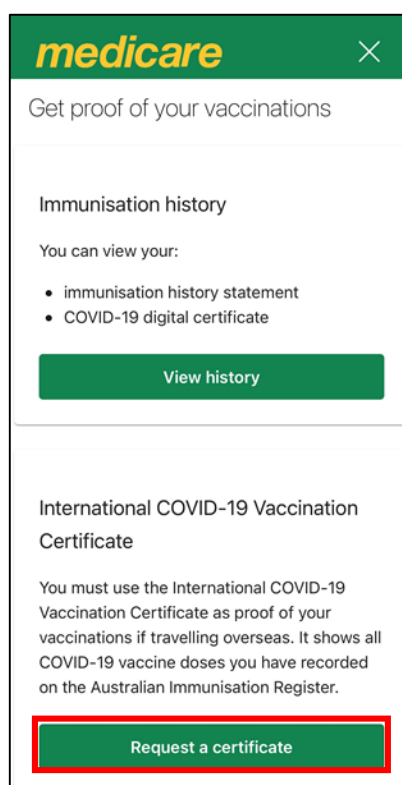 medicare
Get proof of your vaccinations
Immunisation history
You can view your:
• immunisation history statement
• COVID-19 digital certificate
View history
International COVID-19 Vaccination
Certificate
You must use the International COVID-19
Vaccination Certificate as proof of your
vaccinations if travelling overseas. It shows all
COVID-19 vaccine doses you have recorded
on the Australian Immunisation Register.
Request a certificate